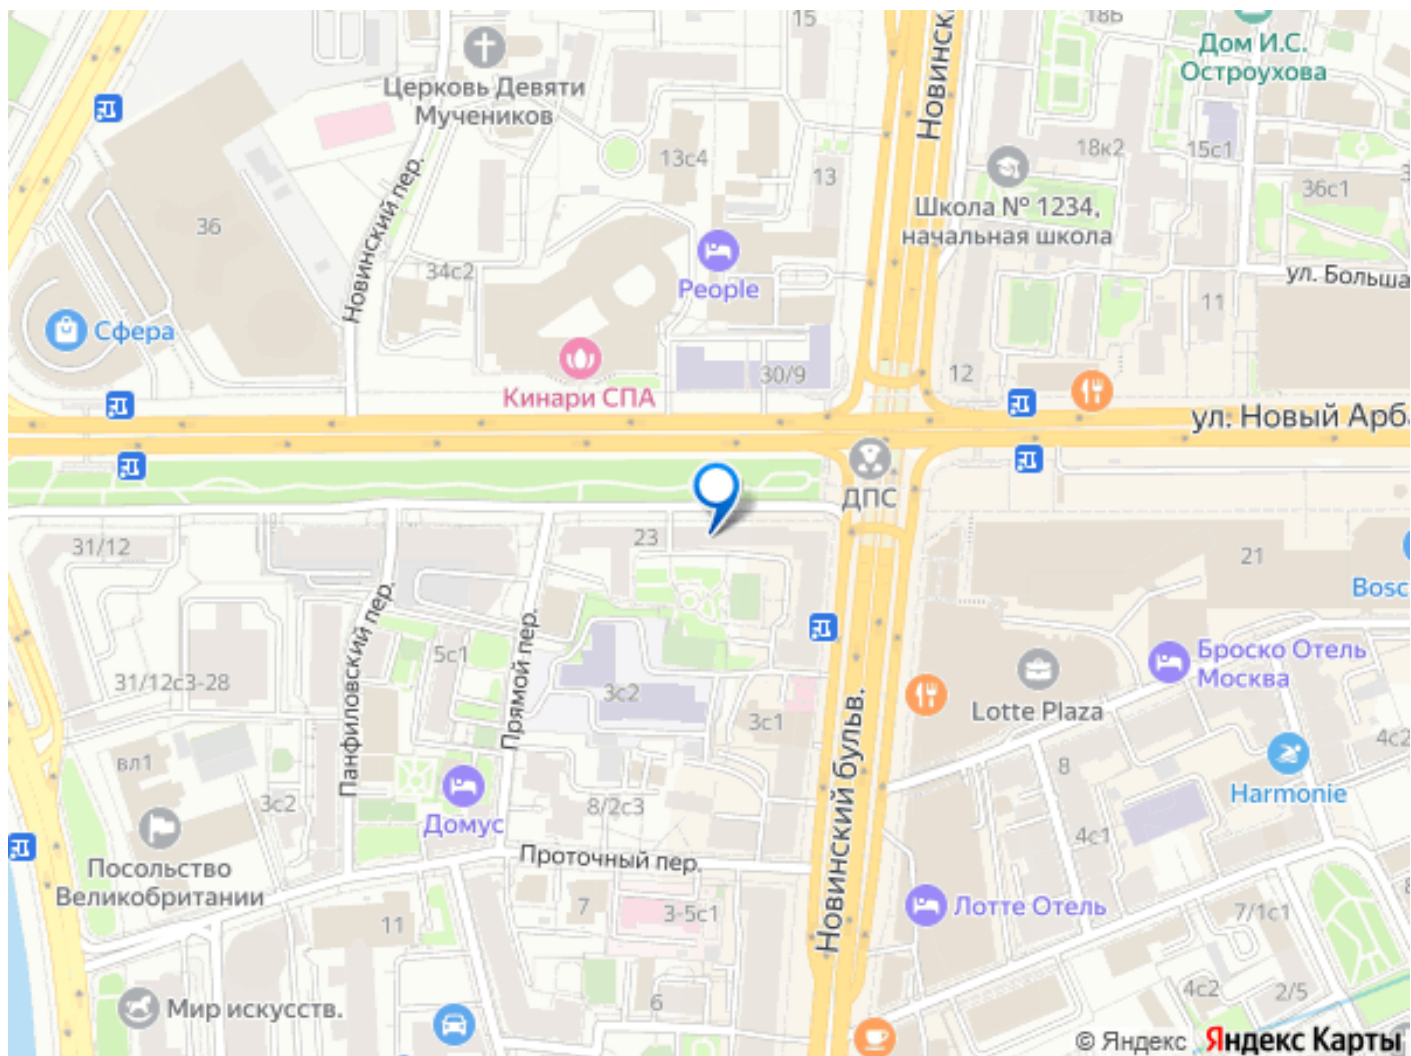 15
18Б
Дом И.С.
Остроухова
Церковь Девяти
Мучеников
Новинск
13с4
13
18к2
15с1
36с1
Новинский пер.
Школа № 1234,
начальная школа
36
34с2
People
ул. Больша
11
Сфера
Кинари СПА
30/9
12
ул. Новый Арб
ДПС
31/12
23
21
Bosc
Панфиловский пер.
Прямой пер.
5с1
31/12с3-28
3с2
3с1
Броско Отель
Москва
Lotte Plaza
Новинский бульв.
4с2
вл1
3с2
8/2с3
8
Harmonie
Домус
4с1
Посольство
Великобритании
Проточный пер.
7
3-5с1
11
Лотте Отель
7/1с1
8
Мир искусств.
6
4с2
2/5
© Яндекс Яндекс Карты